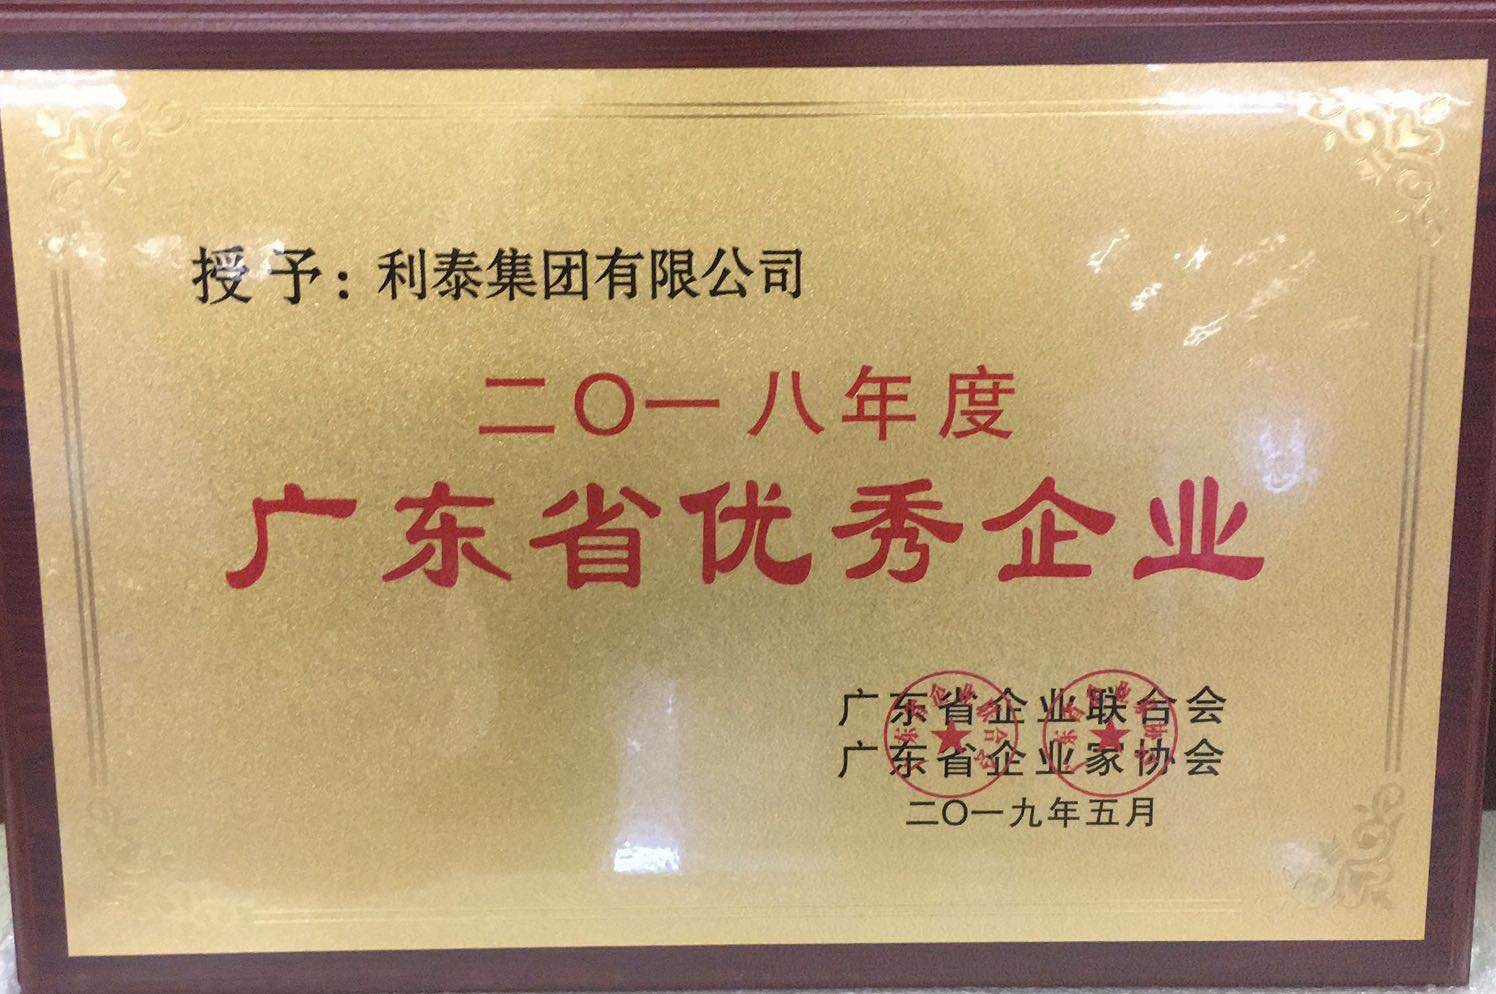 授予：利泰集团有限公司
二〇一八年度
广东省优秀企业
广东省企业联合会
广东省企业家协会
二〇一九年五月